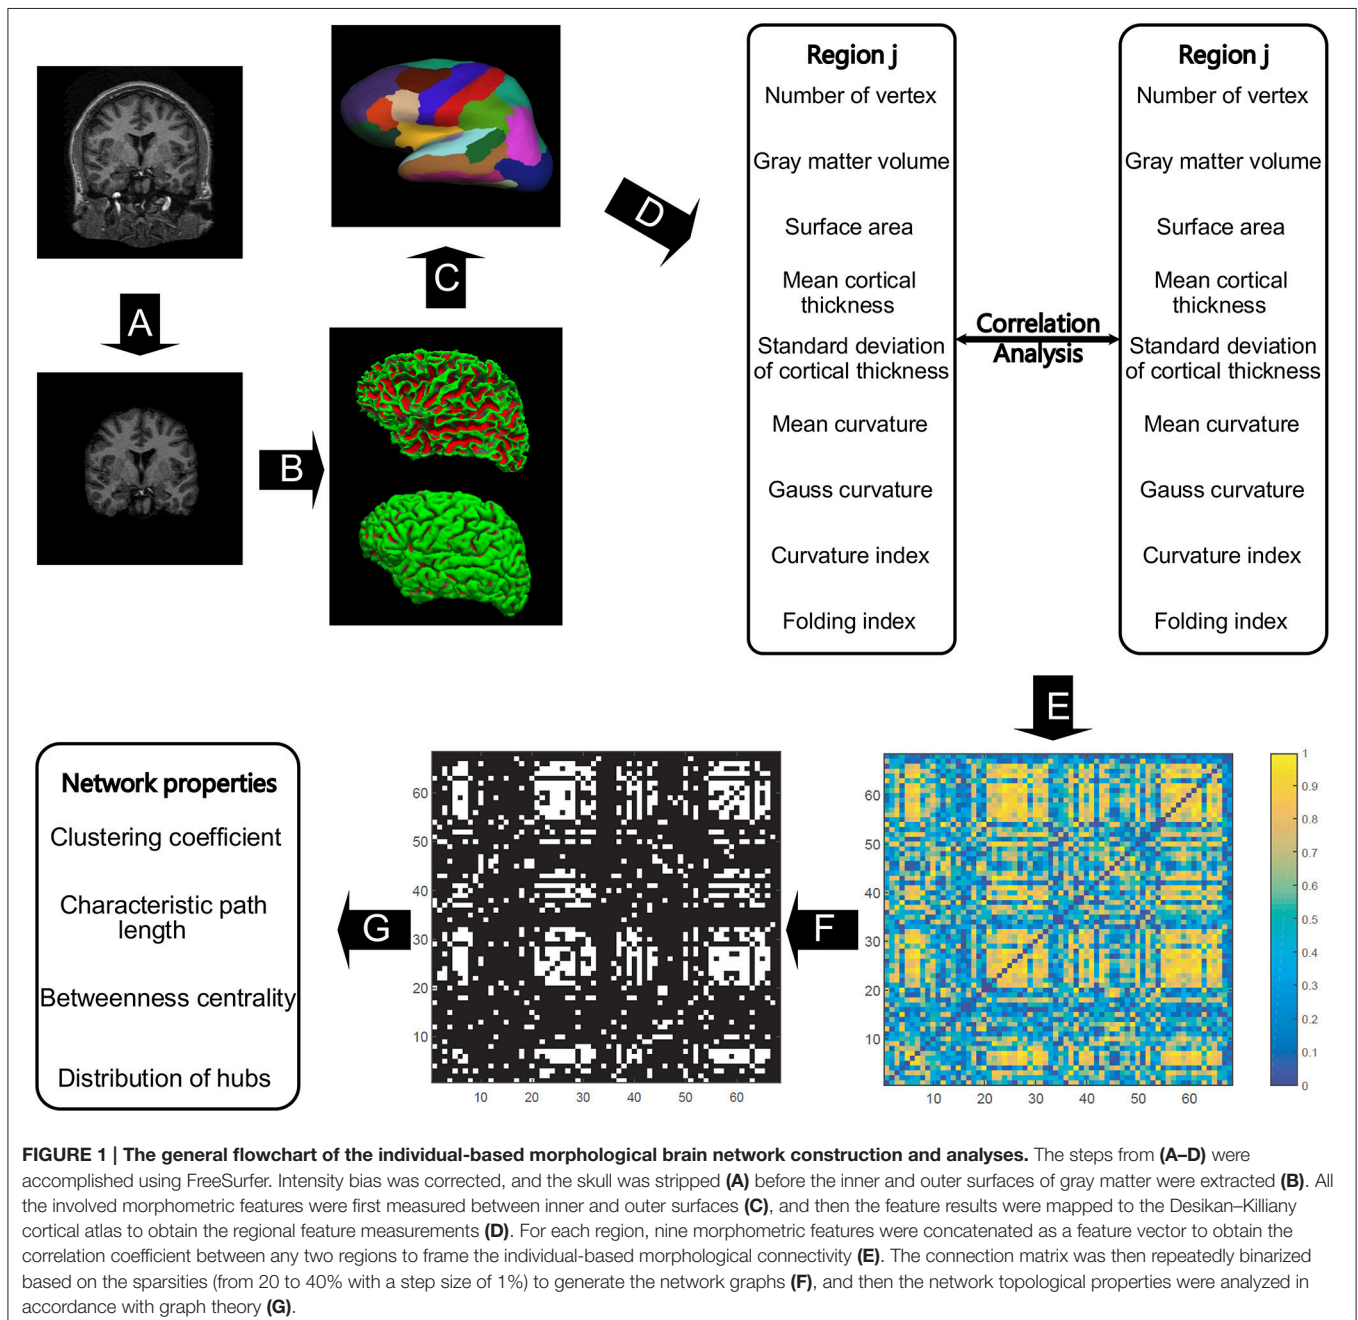 A
B
C
D
Region j
Number of vertex
Gray matter volume
Surface area
Mean cortical
thickness
Standard deviation
of cortical thickness
Mean curvature
Gauss curvature
Curvature index
Folding index
Correlation
Analysis
Region j
Number of vertex
Gray matter volume
Surface area
Mean cortical
thickness
Standard deviation
of cortical thickness
Mean curvature
Gauss curvature
Curvature index
Folding index
E
60
50
40
30
20
10
10 20 30 40 50 60
1
0.9
0.8
0.7
0.6
0.5
0.4
0.3
0.2
0.1
0
F
60
50
40
30
20
10
10 20 30 40 50 60
G
Network properties
Clustering coefficient
Characteristic path
length
Betweenness centrality
Distribution of hubs
FIGURE 1 | The general flowchart of the individual-based morphological brain network construction and analyses. The steps from (A–D) were
accomplished using FreeSurfer. Intensity bias was corrected, and the skull was stripped (A) before the inner and outer surfaces of gray matter were extracted (B). All
the involved morphometric features were first measured between inner and outer surfaces (C), and then the feature results were mapped to the Desikan–Killiany
cortical atlas to obtain the regional feature measurements (D). For each region, nine morphometric features were concatenated as a feature vector to obtain the
correlation coefficient between any two regions to frame the individual-based morphological connectivity (E). The connection matrix was then repeatedly binarized
based on the sparsities (from 20 to 40% with a step size of 1%) to generate the network graphs (F), and then the network topological properties were analyzed in
accordance with graph theory (G).